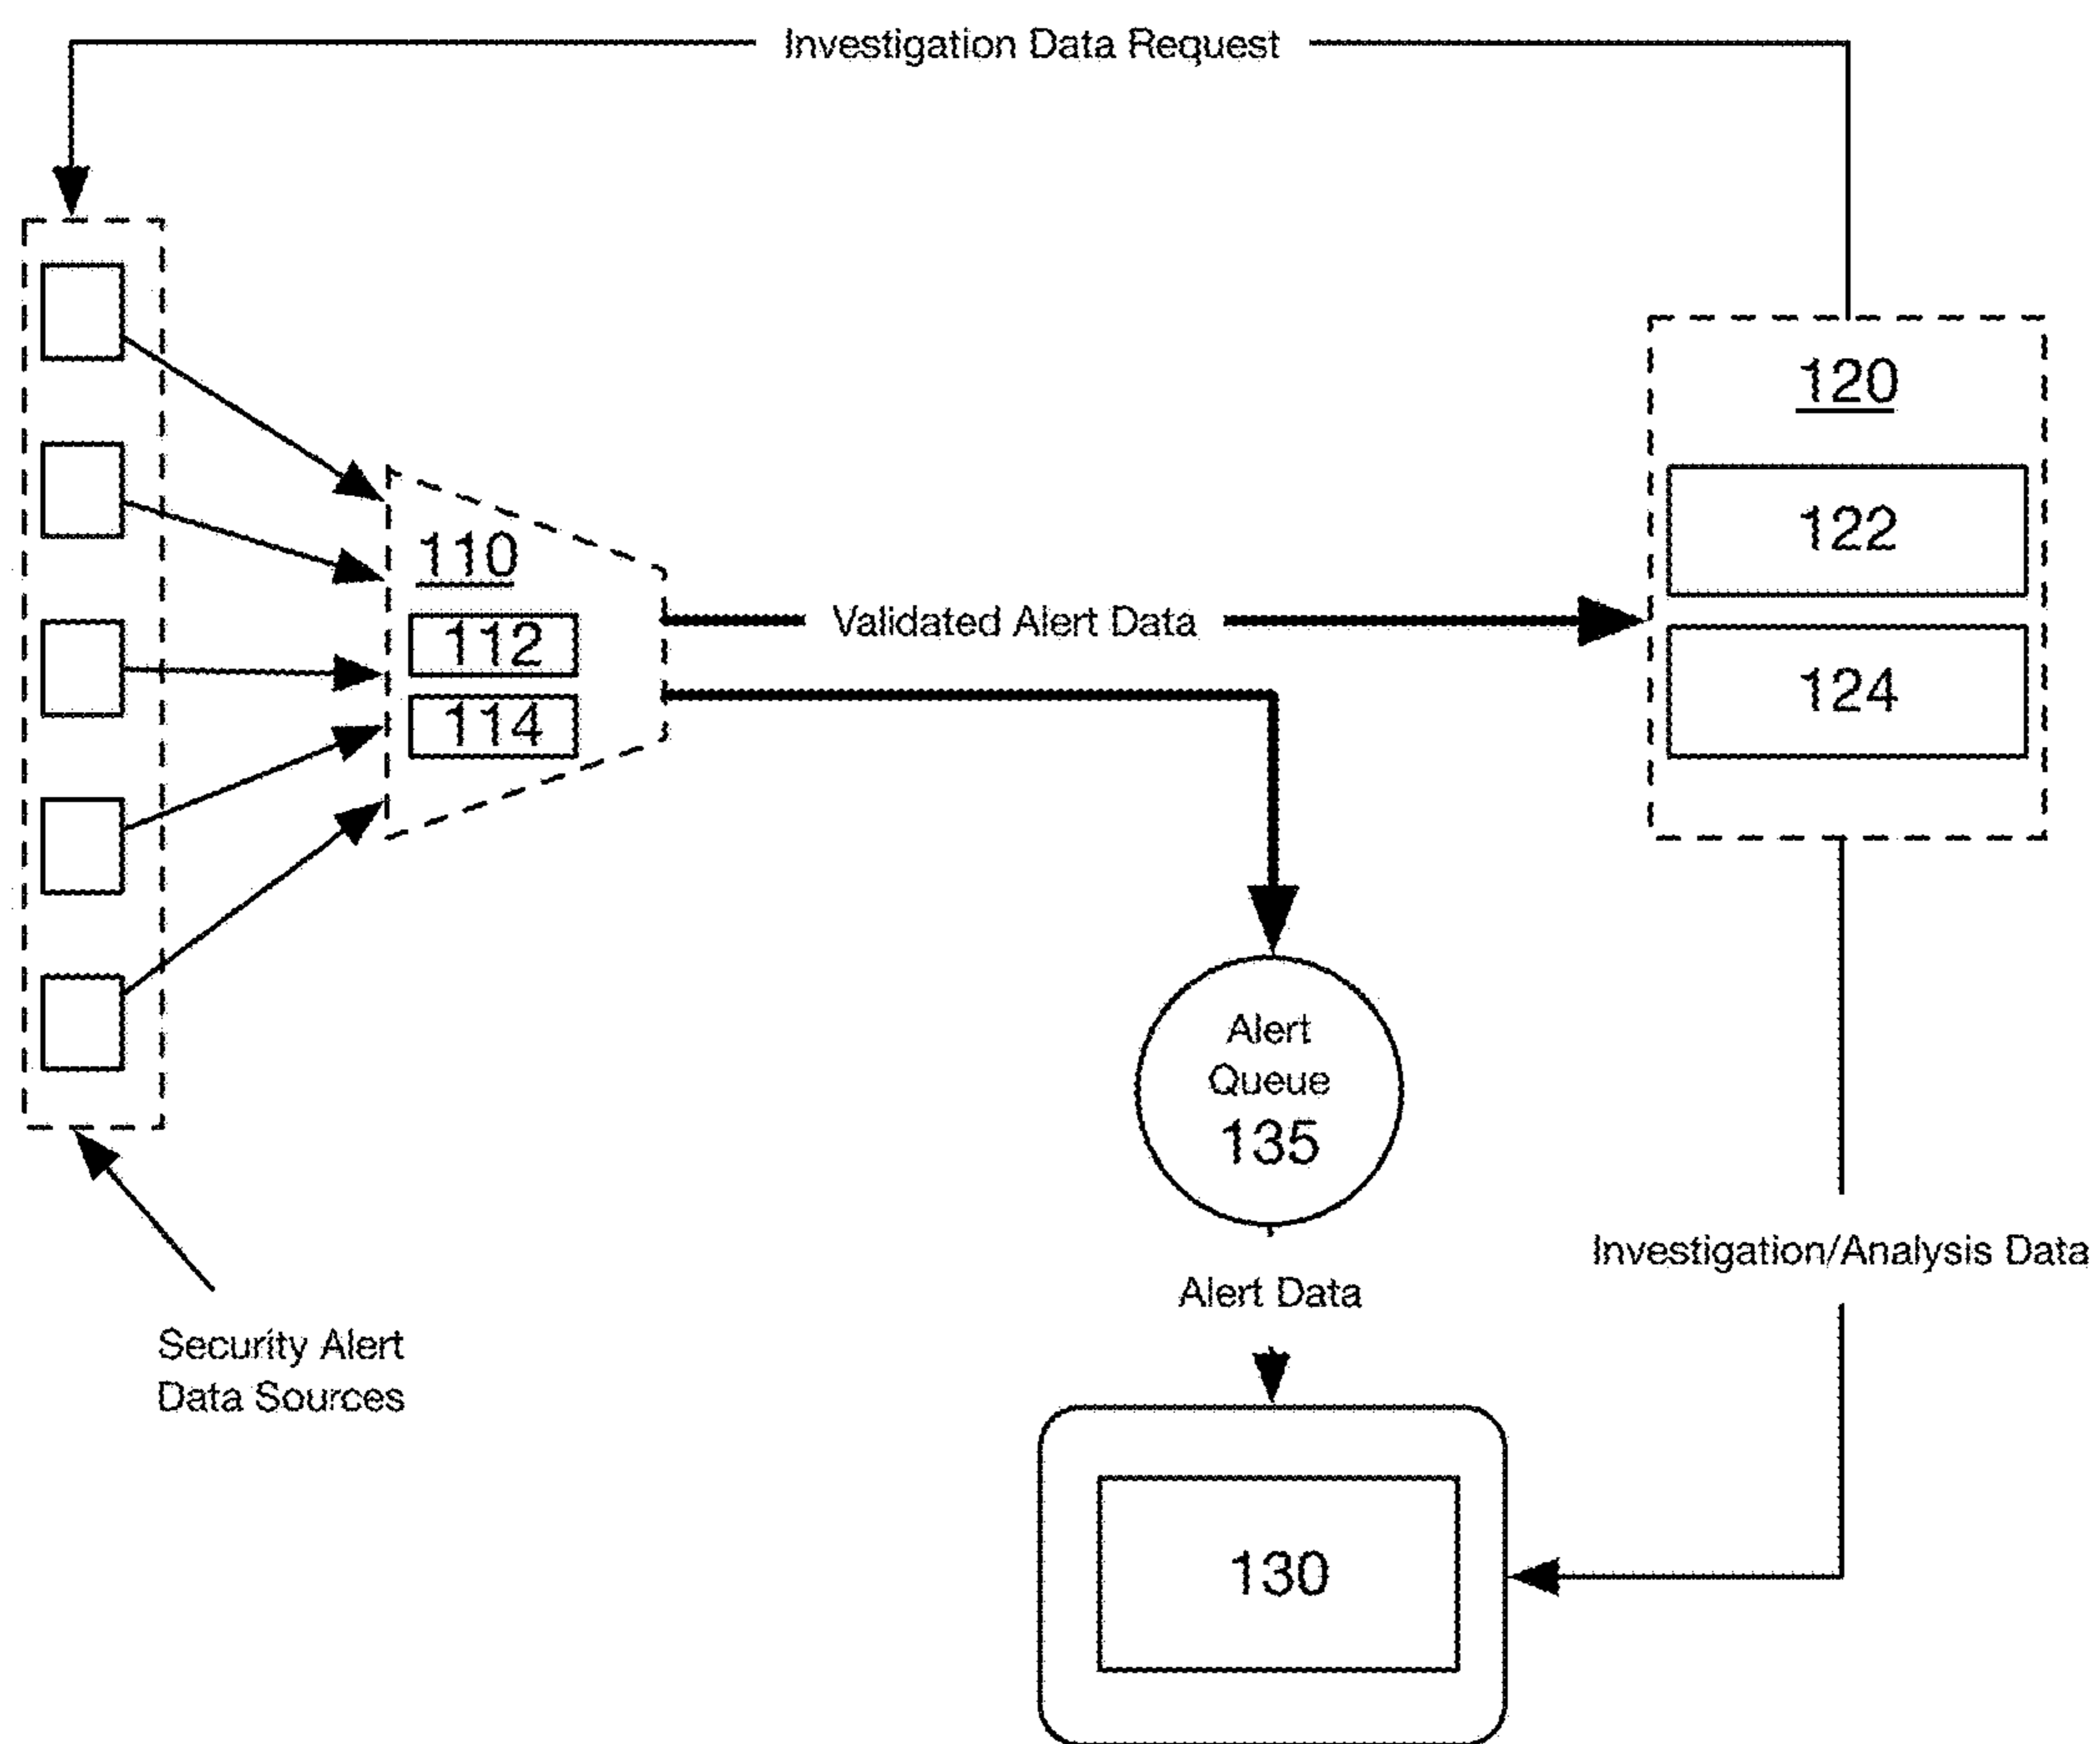 Investigation Data Request
120
122
124
110
112
114
Validated Alert Data
Alert
Queue
135
Investigation/Analysis Data
Alert Data
Security Alert
Data Sources
130